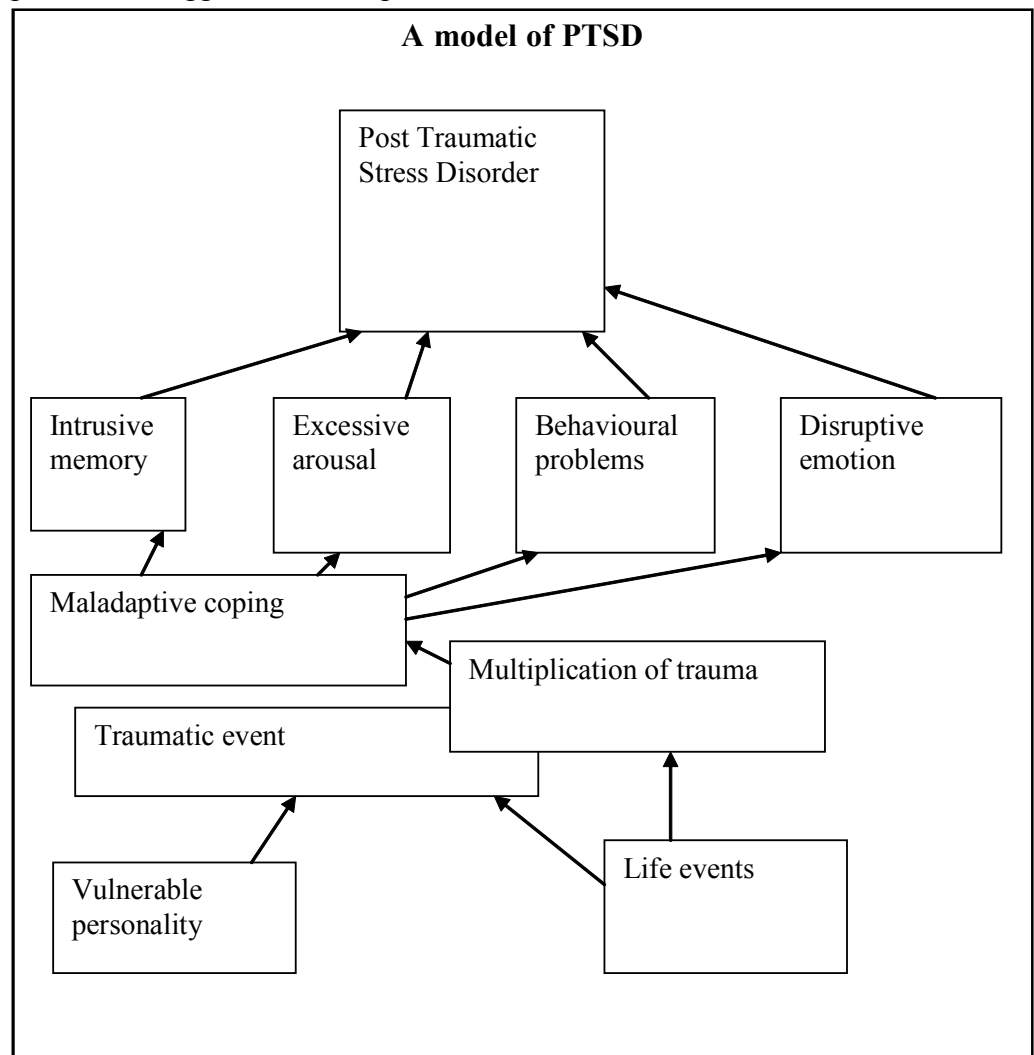 A model of PTSD
Post Traumatic
Stress Disorder
Intrusive
memory
Excessive
arousal
Behavioural
problems
Disruptive
emotion
Maladaptive coping
Multiplication of trauma
Traumatic event
Vulnerable
personality
Life events